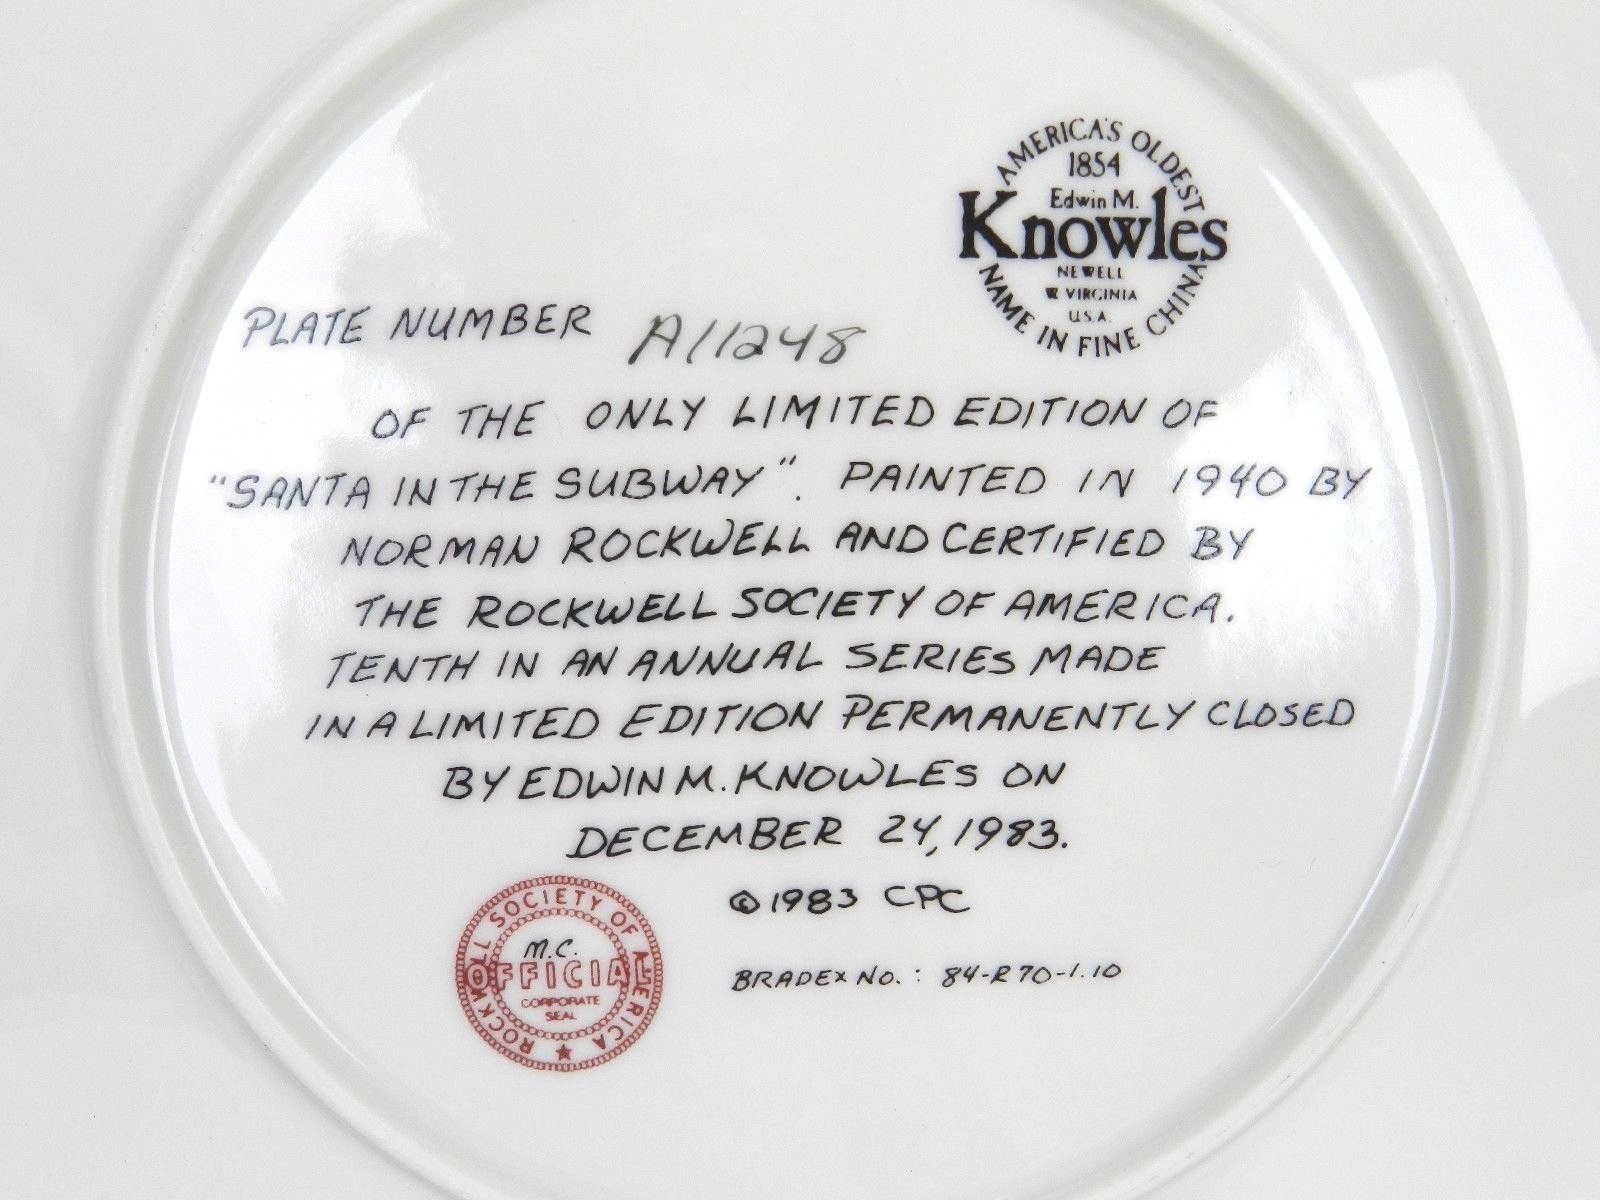 AMERICA'S OLDEST
1854
Edwin M.
Knowles
NEWELL
W VIRGINIA
U.S.A.
NAME IN FINE CHINA
PLATE NUMBER A11248
OF THE ONLY LIMITED EDITION OF
"SANTA IN THE SUBWAY". PAINTED IN 1940 BY
NORMAN ROCKWELL AND CERTIFIED BY
THE ROCKWELL SOCIETY OF AMERICA.
TENTH IN AN ANNUAL SERIES MADE
IN A LIMITED EDITION PERMANENTLY CLOSED
BY EDWIN M. KNOWLES ON
DECEMBER 24, 1983.
© 1983 CPC
BRADEX NO.: 84-R70-1.10
ROCKWELL SOCIETY OF AMERICA
M.C.
OFFICIAL
CORPORATE
SEAL